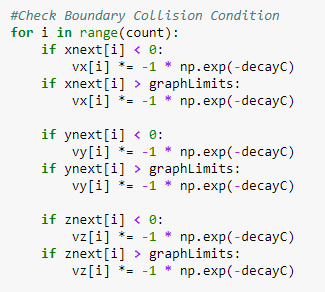 #Check Boundary Collision Condition
for i in range(count):
    if xnext[i] < 0:
        vx[i] *= -1 * np.exp(-decayC)
    if xnext[i] > graphLimits:
        vx[i] *= -1 * np.exp(-decayC)

    if ynext[i] < 0:
        vy[i] *= -1 * np.exp(-decayC)
    if ynext[i] > graphLimits:
        vy[i] *= -1 * np.exp(-decayC)

    if znext[i] < 0:
        vz[i] *= -1 * np.exp(-decayC)
    if znext[i] > graphLimits:
        vz[i] *= -1 * np.exp(-decayC)